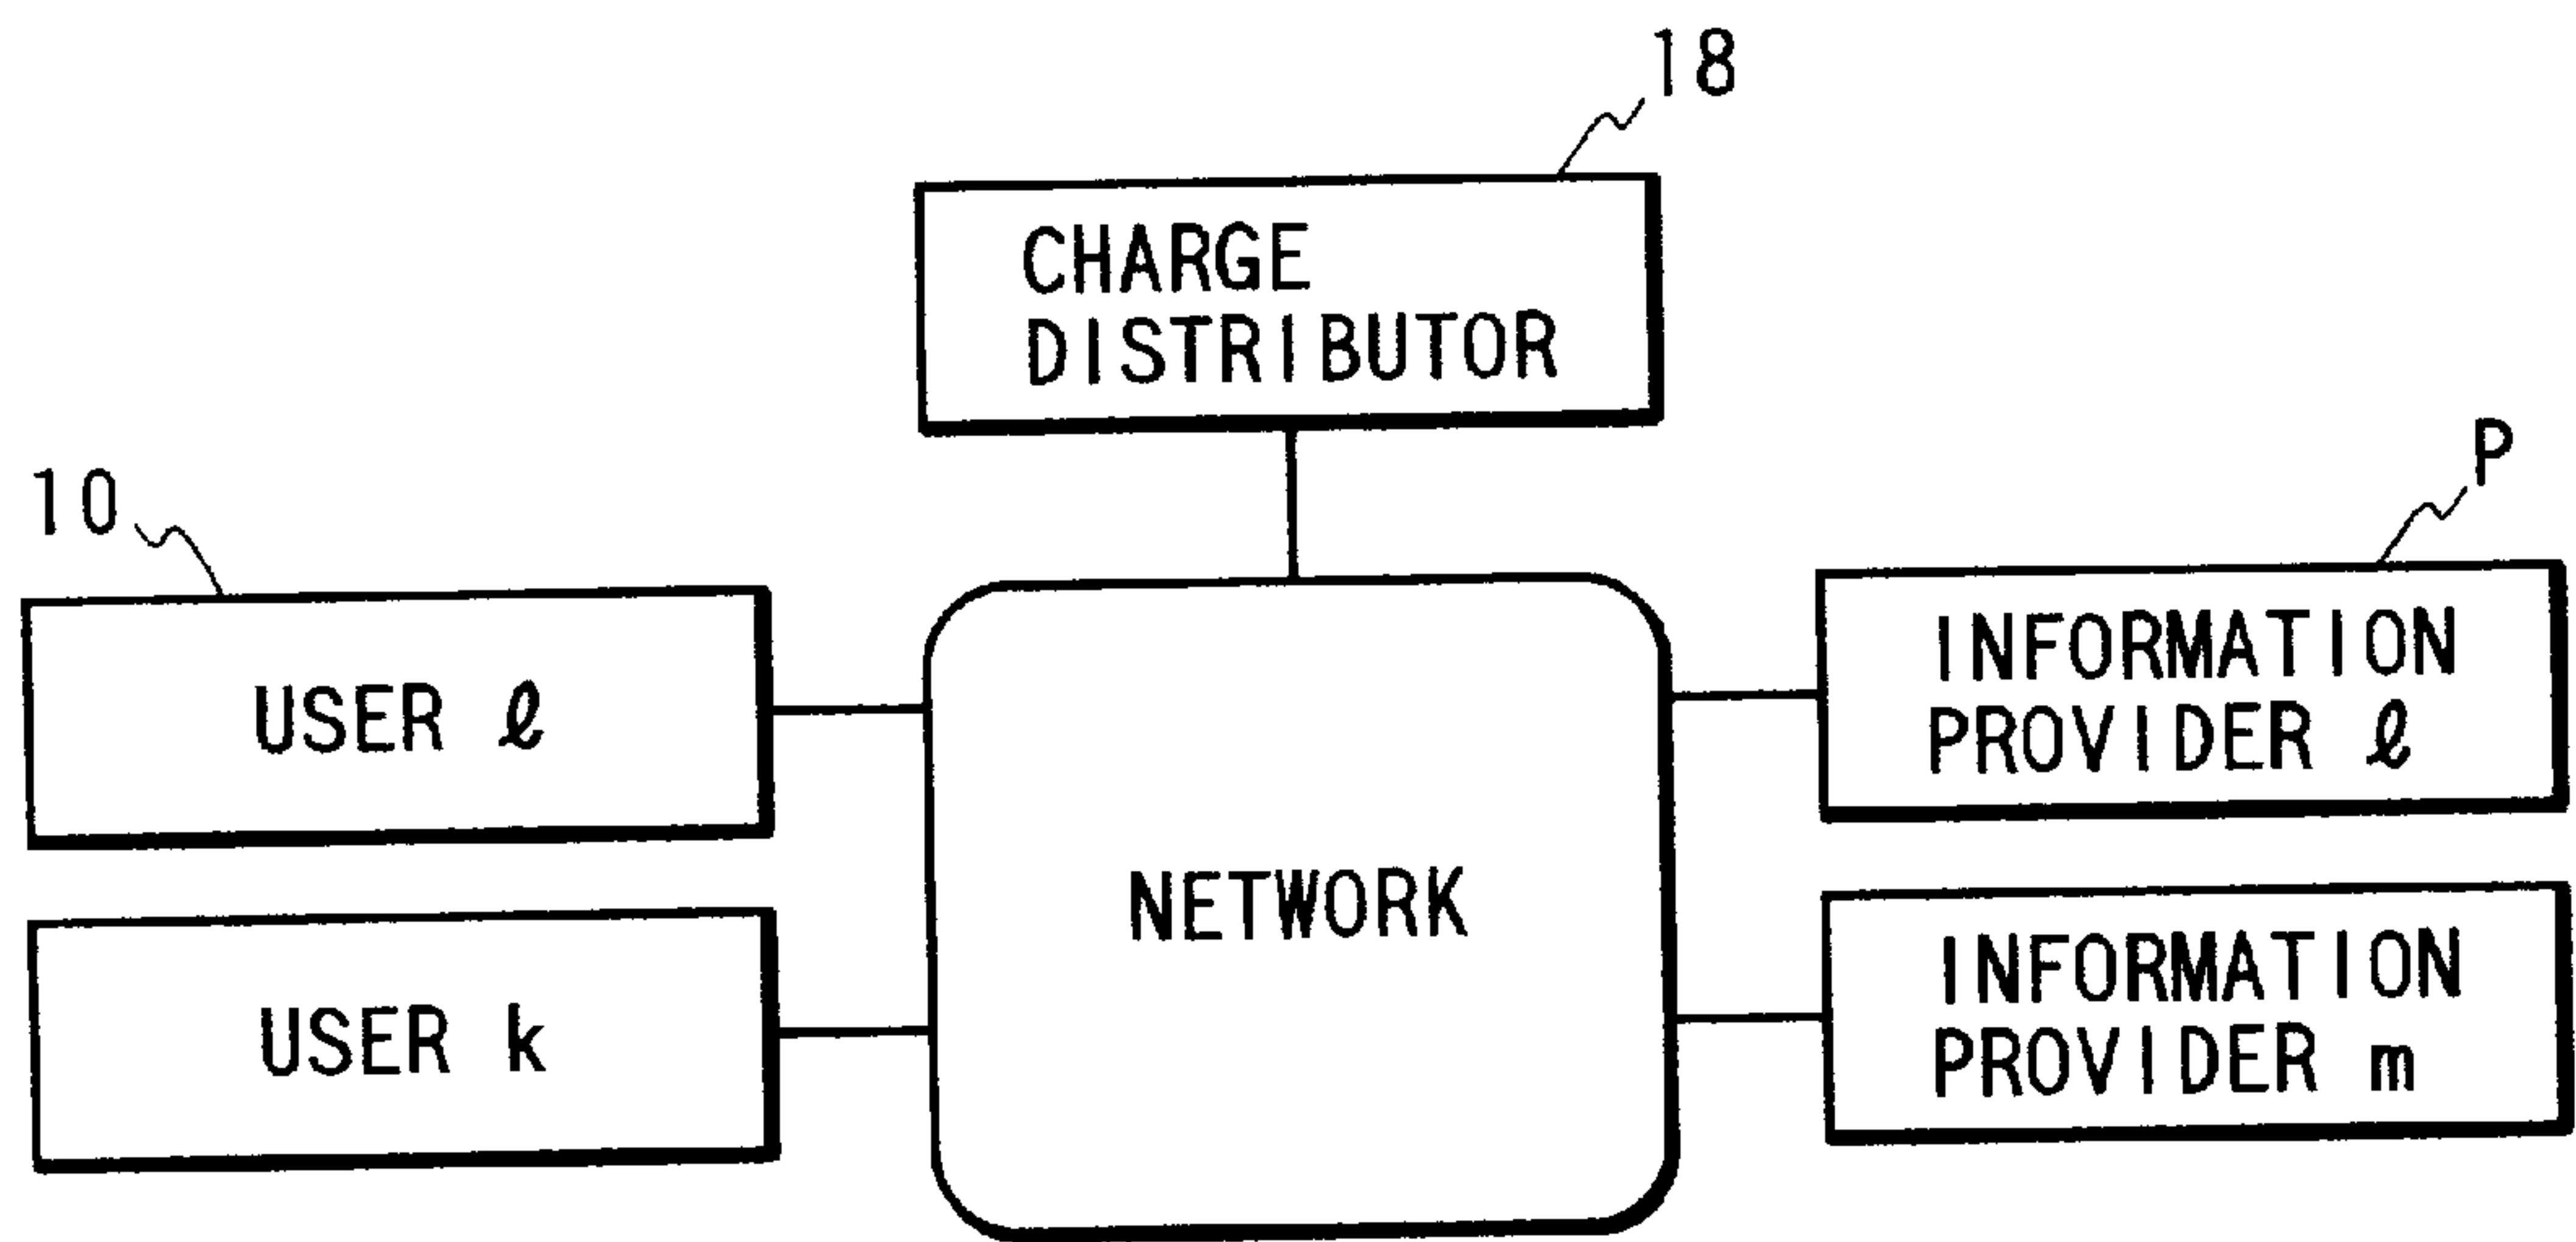 18
CHARGE
DISTRIBUTOR
10
P
USER ℓ
INFORMATION
PROVIDER ℓ
NETWORK
USER k
INFORMATION
PROVIDER m